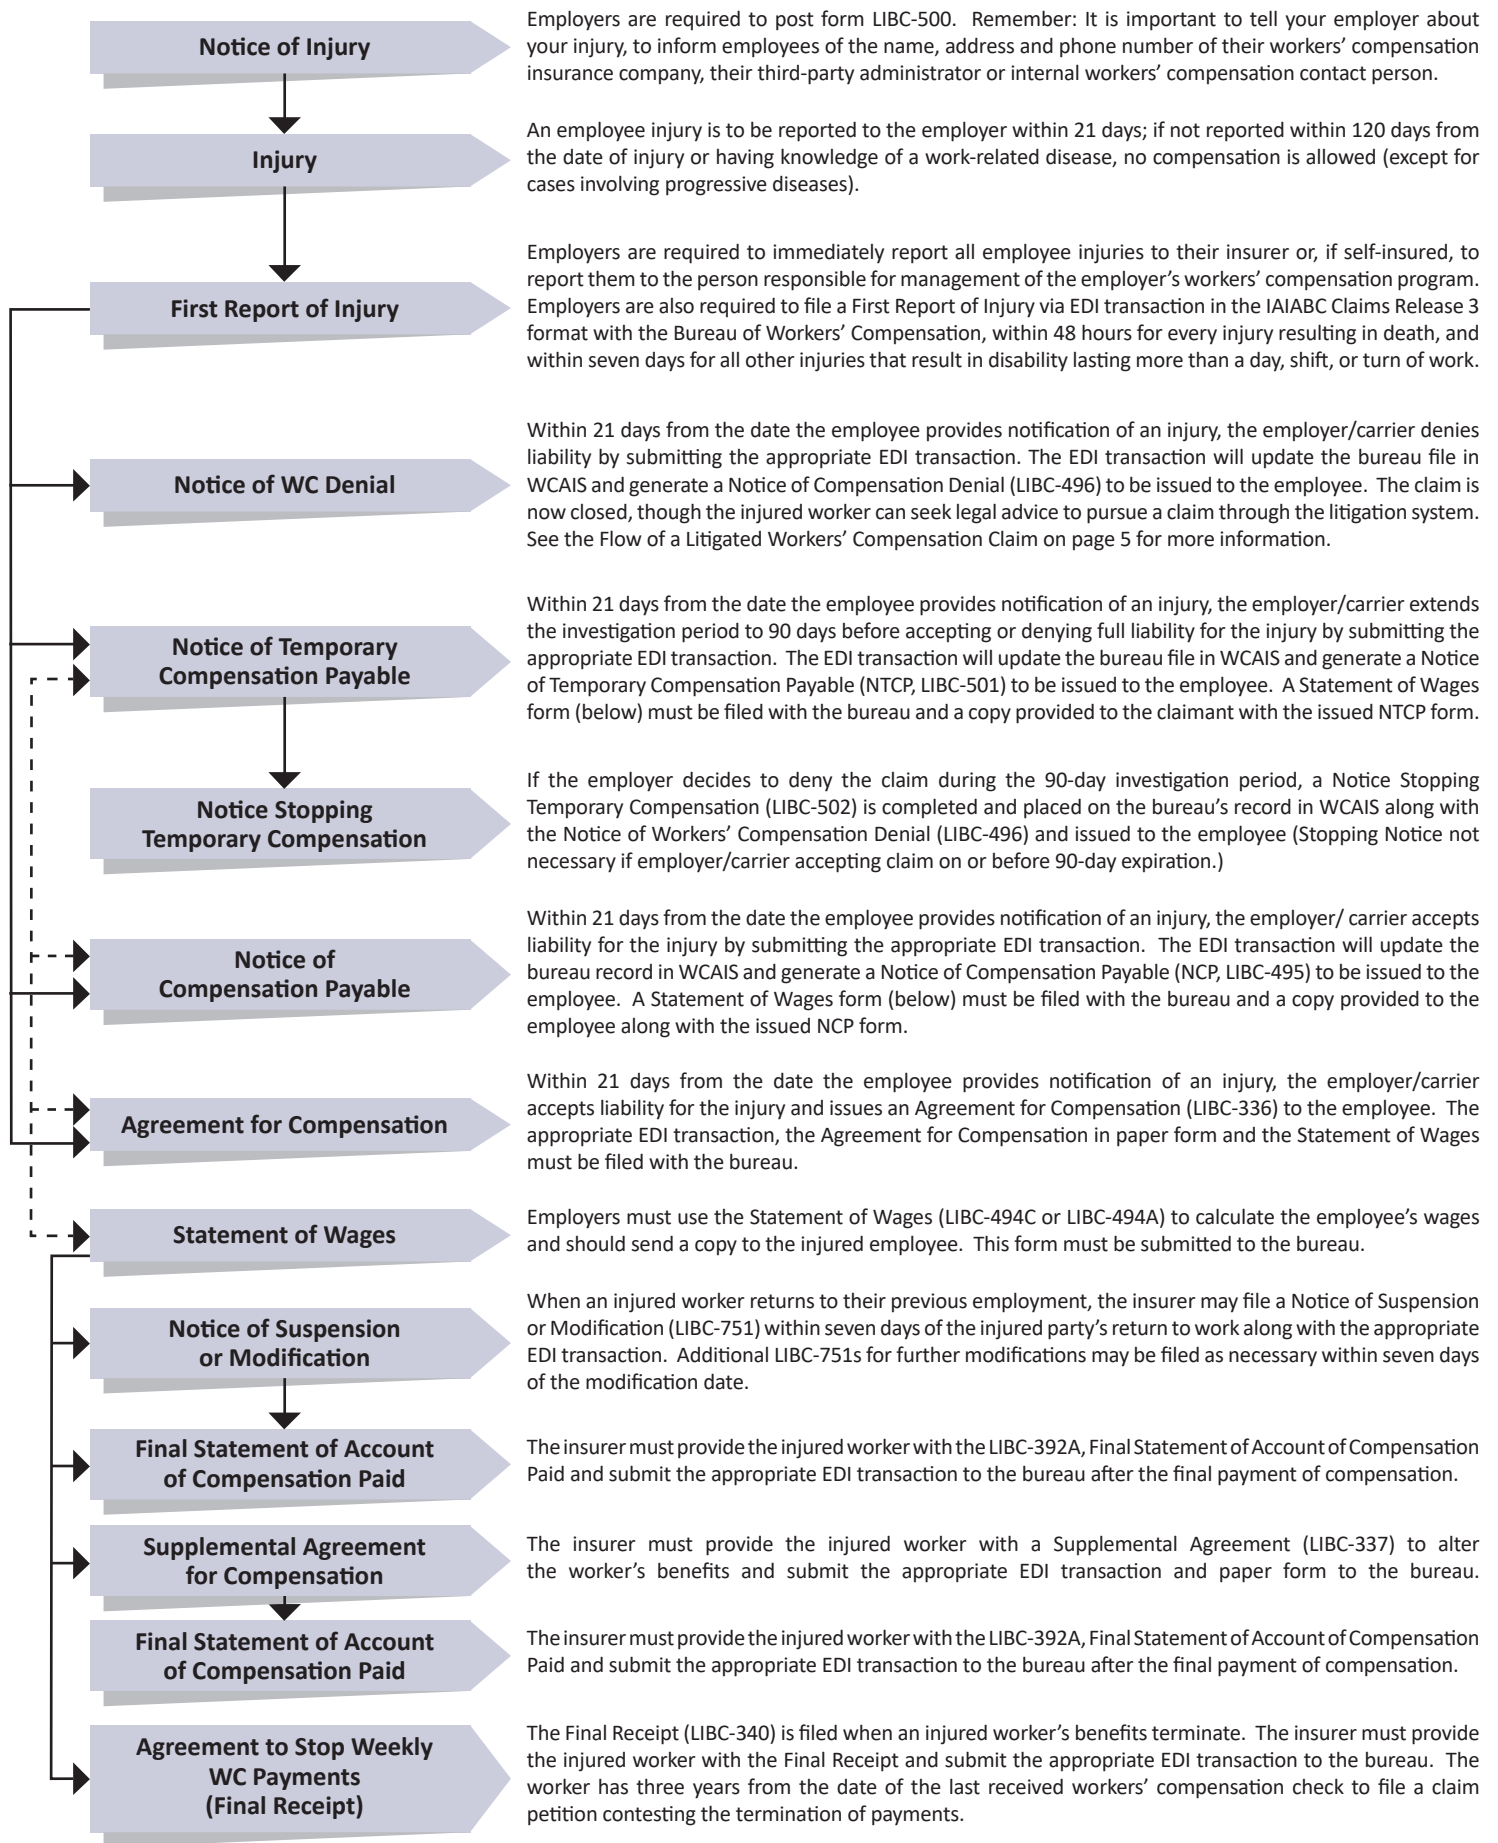 Notice of Injury
Employers are required to post form LIBC-500. Remember: It is important to tell your employer about
your injury, to inform employees of the name, address and phone number of their workers’ compensation
insurance company, their third-party administrator or internal workers’ compensation contact person.
Injury
An employee injury is to be reported to the employer within 21 days; if not reported within 120 days from
the date of injury or having knowledge of a work-related disease, no compensation is allowed (except for
cases involving progressive diseases).
First Report of Injury
Employers are required to immediately report all employee injuries to their insurer or, if self-insured, to
report them to the person responsible for management of the employer’s workers’ compensation program.
Employers are also required to file a First Report of Injury via EDI transaction in the IAIABC Claims Release 3
format with the Bureau of Workers’ Compensation, within 48 hours for every injury resulting in death, and
within seven days for all other injuries that result in disability lasting more than a day, shift, or turn of work.
Notice of WC Denial
Within 21 days from the date the employee provides notification of an injury, the employer/carrier denies
liability by submitting the appropriate EDI transaction. The EDI transaction will update the bureau file in
WCAIS and generate a Notice of Compensation Denial (LIBC-496) to be issued to the employee. The claim is
now closed, though the injured worker can seek legal advice to pursue a claim through the litigation system.
See the Flow of a Litigated Workers’ Compensation Claim on page 5 for more information.
Notice of Temporary
Compensation Payable
Within 21 days from the date the employee provides notification of an injury, the employer/carrier extends
the investigation period to 90 days before accepting or denying full liability for the injury by submitting the
appropriate EDI transaction. The EDI transaction will update the bureau file in WCAIS and generate a Notice
of Temporary Compensation Payable (NTCP, LIBC-501) to be issued to the employee. A Statement of Wages
form (below) must be filed with the bureau and a copy provided to the claimant with the issued NTCP form.
Notice Stopping
Temporary Compensation
If the employer decides to deny the claim during the 90-day investigation period, a Notice Stopping
Temporary Compensation (LIBC-502) is completed and placed on the bureau’s record in WCAIS along with
the Notice of Workers’ Compensation Denial (LIBC-496) and issued to the employee (Stopping Notice not
necessary if employer/carrier accepting claim on or before 90-day expiration.)
Notice of
Compensation Payable
Within 21 days from the date the employee provides notification of an injury, the employer/ carrier accepts
liability for the injury by submitting the appropriate EDI transaction. The EDI transaction will update the
bureau record in WCAIS and generate a Notice of Compensation Payable (NCP, LIBC-495) to be issued to the
employee. A Statement of Wages form (below) must be filed with the bureau and a copy provided to the
employee along with the issued NCP form.
Agreement for Compensation
Within 21 days from the date the employee provides notification of an injury, the employer/carrier
accepts liability for the injury and issues an Agreement for Compensation (LIBC-336) to the employee. The
appropriate EDI transaction, the Agreement for Compensation in paper form and the Statement of Wages
must be filed with the bureau.
Statement of Wages
Employers must use the Statement of Wages (LIBC-494C or LIBC-494A) to calculate the employee’s wages
and should send a copy to the injured employee. This form must be submitted to the bureau.
Notice of Suspension
or Modification
When an injured worker returns to their previous employment, the insurer may file a Notice of Suspension
or Modification (LIBC-751) within seven days of the injured party’s return to work along with the appropriate
EDI transaction. Additional LIBC-751s for further modifications may be filed as necessary within seven days
of the modification date.
Final Statement of Account
of Compensation Paid
The insurer must provide the injured worker with the LIBC-392A, Final Statement of Account of Compensation
Paid and submit the appropriate EDI transaction to the bureau after the final payment of compensation.
Supplemental Agreement
for Compensation
The insurer must provide the injured worker with a Supplemental Agreement (LIBC-337) to alter
the worker’s benefits and submit the appropriate EDI transaction and paper form to the bureau.
Final Statement of Account
of Compensation Paid
The insurer must provide the injured worker with the LIBC-392A, Final Statement of Account of Compensation
Paid and submit the appropriate EDI transaction to the bureau after the final payment of compensation.
Agreement to Stop Weekly
WC Payments
(Final Receipt)
The Final Receipt (LIBC-340) is filed when an injured worker’s benefits terminate. The insurer must provide
the injured worker with the Final Receipt and submit the appropriate EDI transaction to the bureau. The
worker has three years from the date of the last received workers’ compensation check to file a claim
petition contesting the termination of payments.